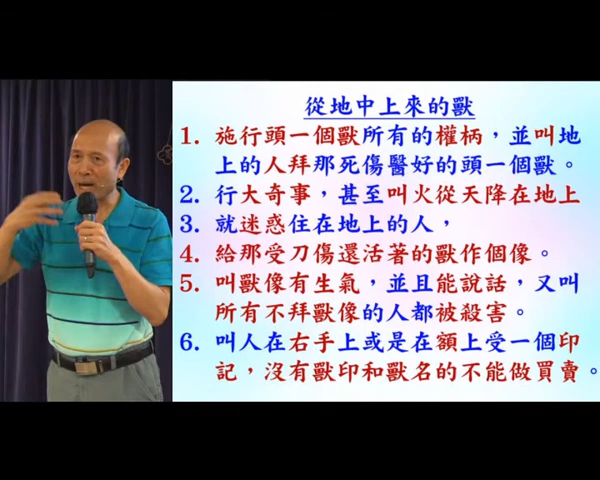 從地中上來的獸
1. 施行頭一個獸所有的權柄，並叫地
上的人拜那死傷醫好的頭一個獸。
2. 行大奇事，甚至叫火從天降在地上
3. 就迷惑住在地上的人，
4. 給那受刀傷還活著的獸作個像。
5. 叫獸像有生氣，並且能說話，又叫
所有不拜獸像的人都被殺害。
6. 叫人在右手上或是在額上受一個印
記，沒有獸印和獸名的不能做買賣。